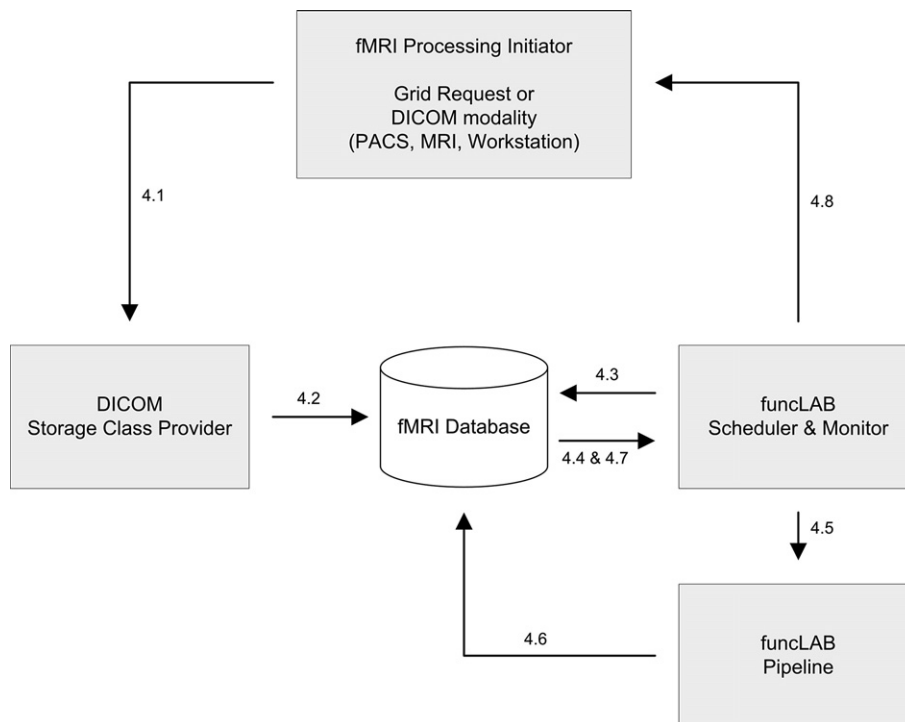 fMRI Processing Initiator
Grid Request or
DICOM modality
(PACS, MRI, Workstation)
4.1
4.8
DICOM
Storage Class Provider
4.2
fMRI Database
4.3
4.4 & 4.7
funcLAB
Scheduler & Monitor
4.5
4.6
funcLAB
Pipeline